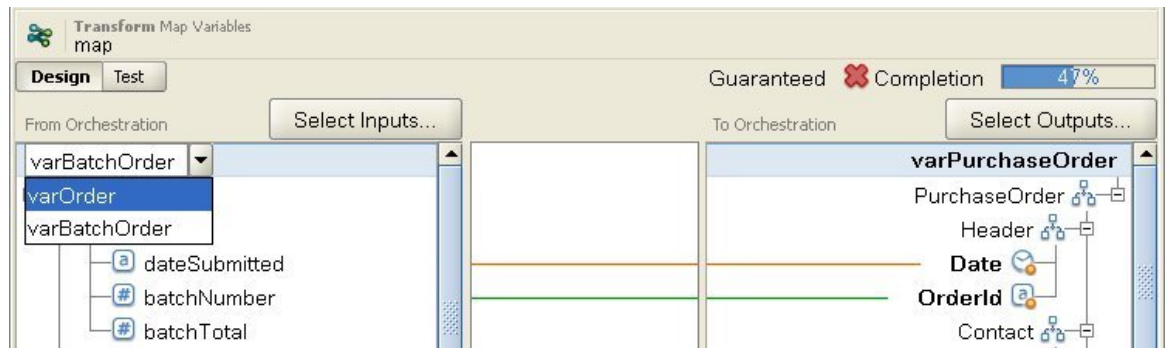 Transform Map Variables
map
Design Test
Guaranteed Completion 47%
From Orchestration Select Inputs... To Orchestration Select Outputs...
varBatchOrder varPurchaseOrder
varOrder PurchaseOrder
varBatchOrder Header
a dateSubmitted Date
# batchNumber OrderId a
# batchTotal Contact